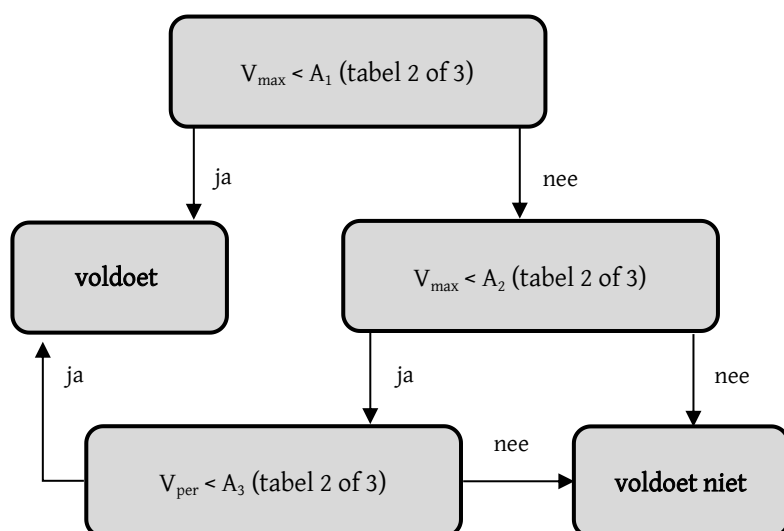 V_max < A_1 (tabel 2 of 3)
ja
nee
voldoet
V_max < A_2 (tabel 2 of 3)
ja
ja
nee
V_per < A_3 (tabel 2 of 3)
nee
voldoet niet